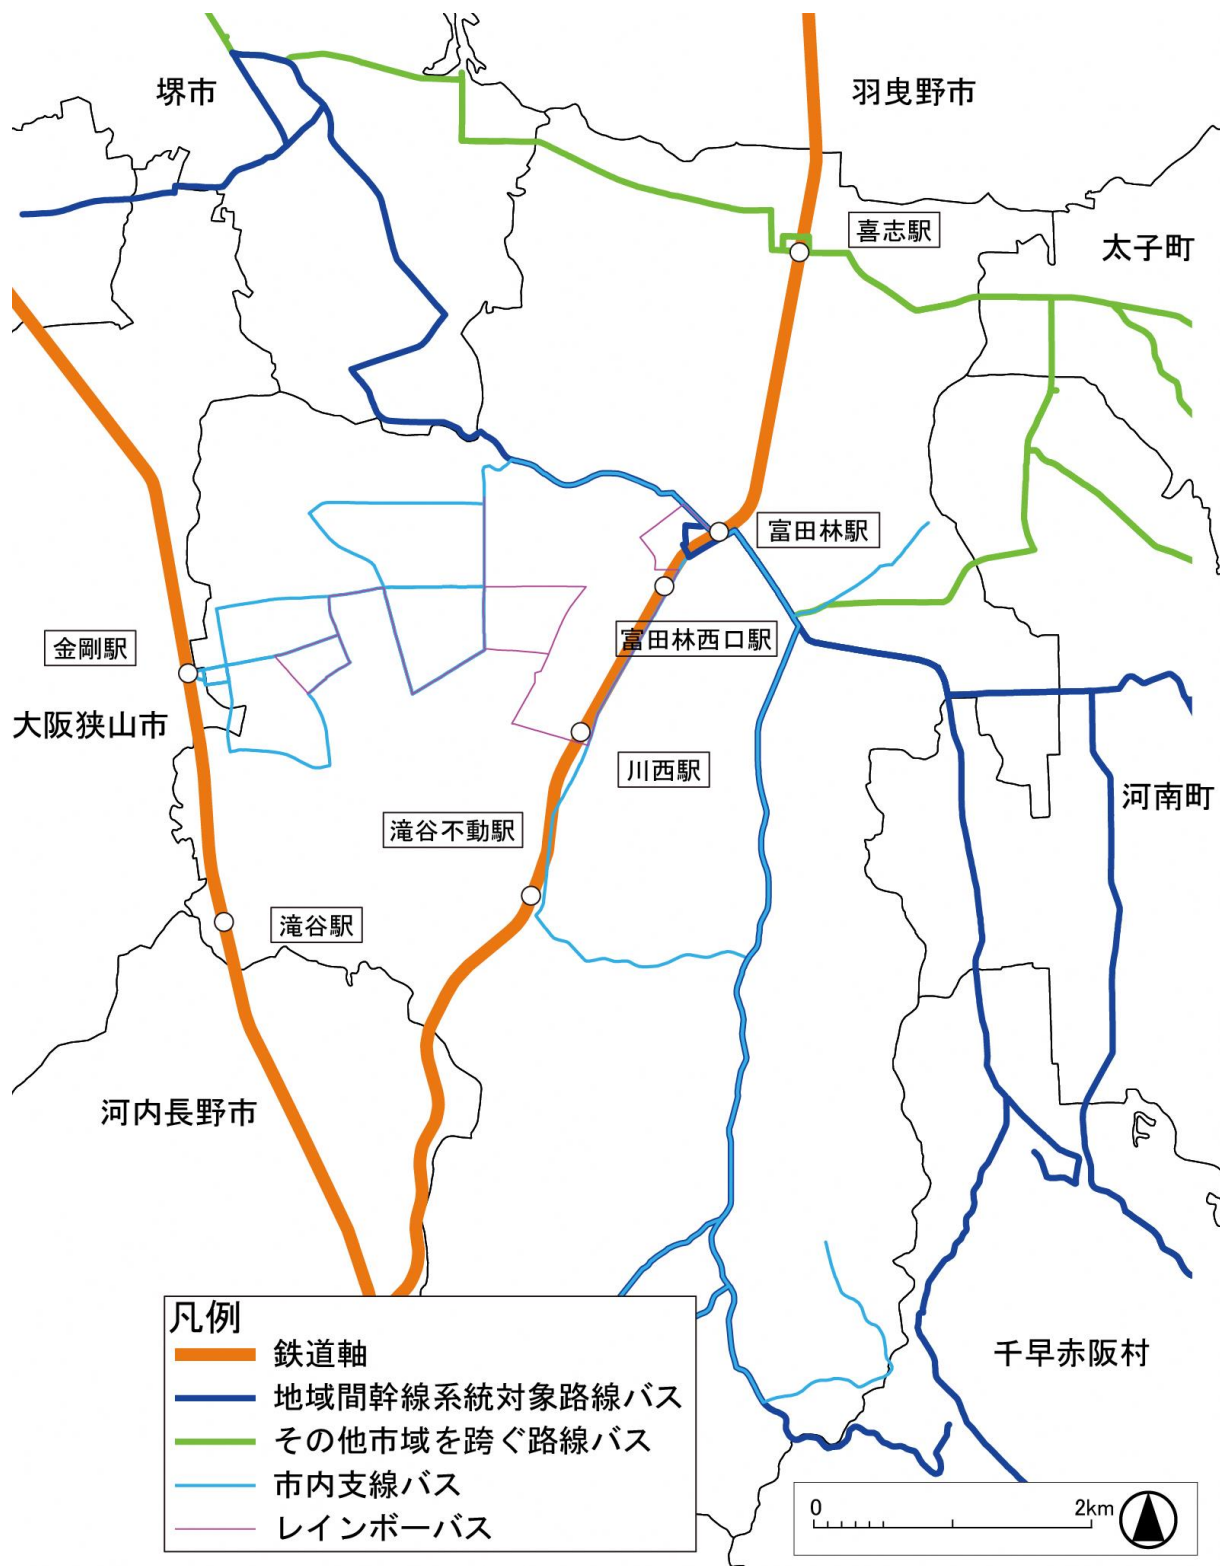 堺市
羽曳野市
喜志駅
太子町
富田林駅
富田林西口駅
金剛駅
大阪狭山市
川西駅
河南町
滝谷不動駅
滝谷駅
河内長野市
千早赤阪村
凡例
鉄道軸
地域間幹線系統対象路線バス
その他市域を跨ぐ路線バス
市内支線バス
レインボーバス
0 2km